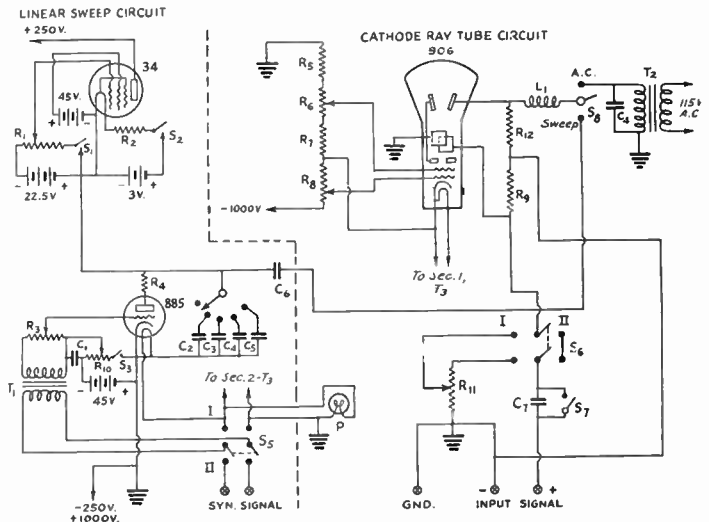 LINEAR SWEEP CIRCUIT
+250V.
34
45V.
+ -
R1
S1
R2
S2
- +
22.5V
- +
3V.
CATHODE RAY TUBE CIRCUIT
906
R5
R6
R7
R8
-1000V
To Sec.1,
T3
L1
A.C.
S8
Sweep
C4
T2
115V
A.C
R12
R9
R4
885
C6
R3
C1
R10
S3
- +
45V
T1
C2 C3 C4 C5
To Sec.2-T3
I
II
S5
P
-250V.
+1000V.
SYN. SIGNAL
I
II
S6
R11
C7
S7
GND.
- INPUT SIGNAL +